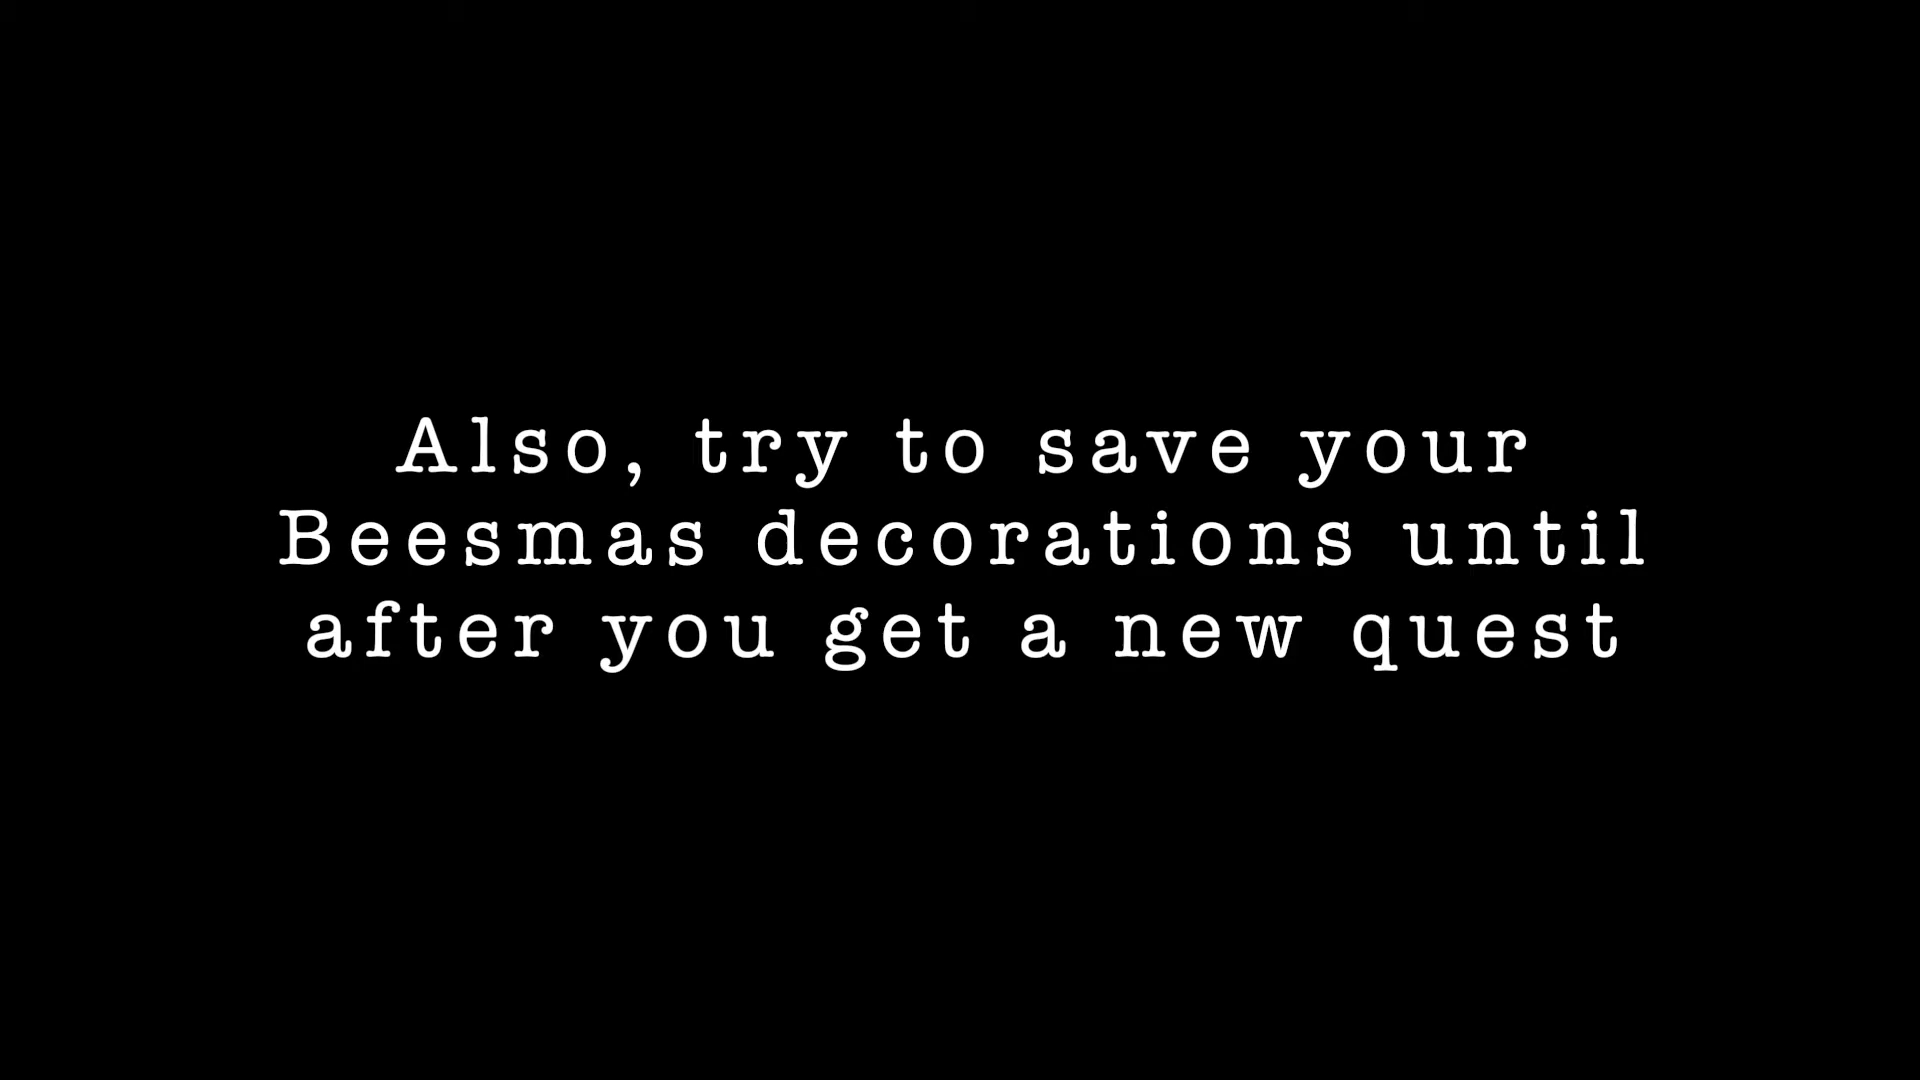 Also, try to save your
Beesmas decorations until
after you get a new quest